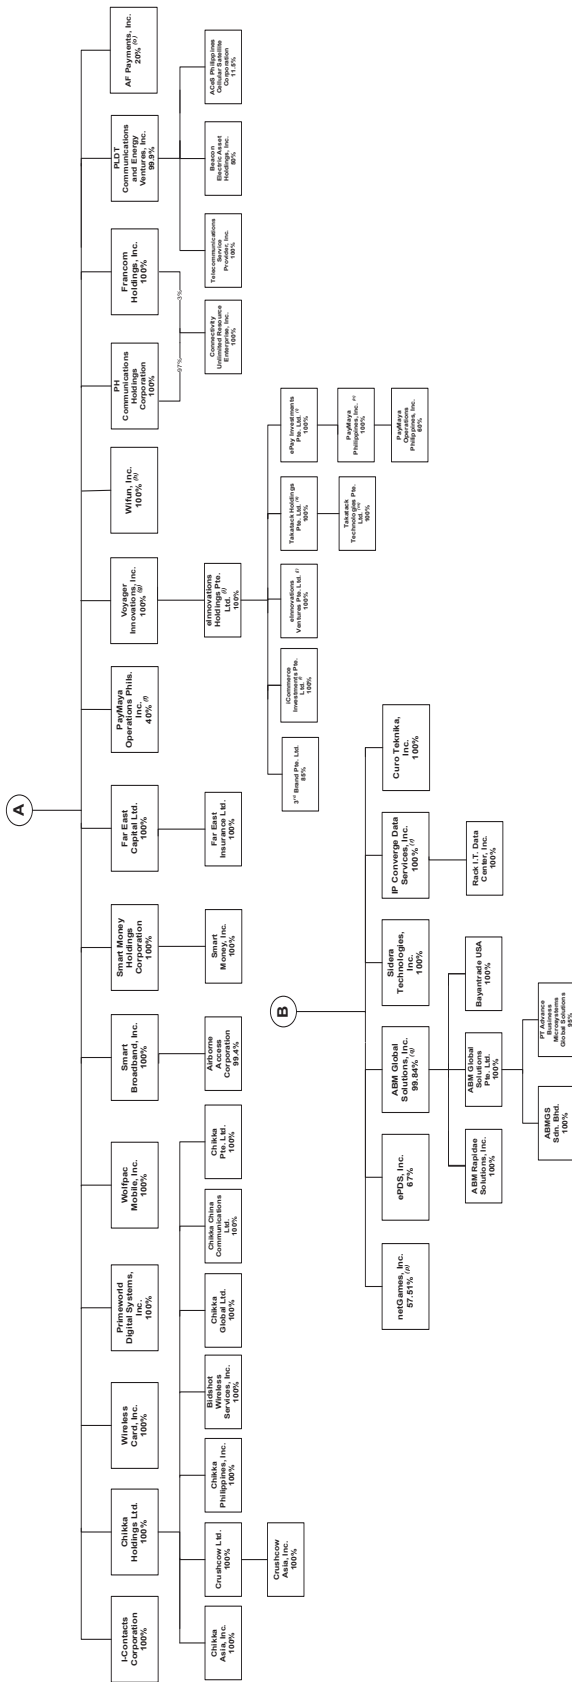 A
I-Contacts
Corporation
100%
Chikka
Holdings Ltd.
100%
Wireless
Card, Inc.
100%
Primeworld
Digital Systems,
Inc.
100%
Wolfpac
Mobile, Inc.
100%
Smart
Broadband, Inc.
100%
Smart Money
Holdings
Corporation
100%
Far East
Capital Ltd.
100%
PayMaya
Operations Phils.
Inc.
40% (f)
Voyager
Innovations, Inc.
100% (g)
Wifun, Inc.
100% (h)
PH
Communications
Holdings
Corporation
100%
Francom
Holdings, Inc.
100%
PLDT
Communications
and Energy
Ventures, Inc.
99.9%
AF Payments, Inc.
20% (o)
97%
3%
Chikka
Asia, Inc.
100%
Crushcow Ltd.
100%
Chikka
Philippines, Inc.
100%
Bidshot
Wireless
Services, Inc.
100%
Chikka
Global Ltd.
100%
Chikka China
Communications
Ltd.
100%
Chikka
Pte. Ltd.
100%
Airborne
Access
Corporation
99.4%
Smart
Money, Inc.
100%
Far East
Insurance Ltd.
100%
eInnovations
Holdings Pte.
Ltd. (i)
100%
Connectivity
Unlimited Resource
Enterprise, Inc.
100%
Telecommunications
Service
Provider, Inc.
100%
Beacon
Electric Asset
Holdings, Inc.
50%
ACeS Philippines
Cellular Satellite
Corporation
11.5%
Crushcow
Asia, Inc.
100%
3rd Brand Pte. Ltd.
85%
iCommerce
Investments Pte.
Ltd.
100%
eInnovations
Ventures Pte. Ltd.
100%
Takatack Holdings
Pte. Ltd.
100%
ePay Investments
Pte. Ltd.
100%
Takatack
Technologies Pte.
Ltd. (m)
100%
PayMaya
Philippines, Inc.
100%
PayMaya
Operations
Philippines, Inc.
60%
B
netGames, Inc.
57.51% (p)
ePDS, Inc.
67%
ABM Global
Solutions, Inc.
99.84% (q)
Sidera
Technologies,
Inc.
100%
IP Converge Data
Services, Inc.
100% (r)
Curo Teknika,
Inc.
100%
ABM Rapidae
Solutions, Inc.
100%
ABM Global
Solutions
Pte. Ltd.
100%
Bayantrade USA
100%
Rack I.T. Data
Center, Inc.
100%
ABMGS
Sdn. Bhd.
100%
PT Advance
Business
Microsystems
Global Solutions
95%